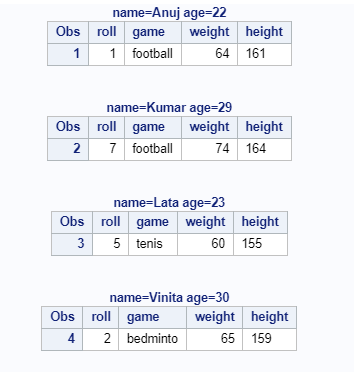 name=Anuj age=22
Obs roll game weight height
1 1 football 64 161
name=Kumar age=29
Obs roll game weight height
2 7 football 74 164
name=Lata age=23
Obs roll game weight height
3 5 tenis 60 155
name=Vinita age=30
Obs roll game weight height
4 2 bedminto 65 159